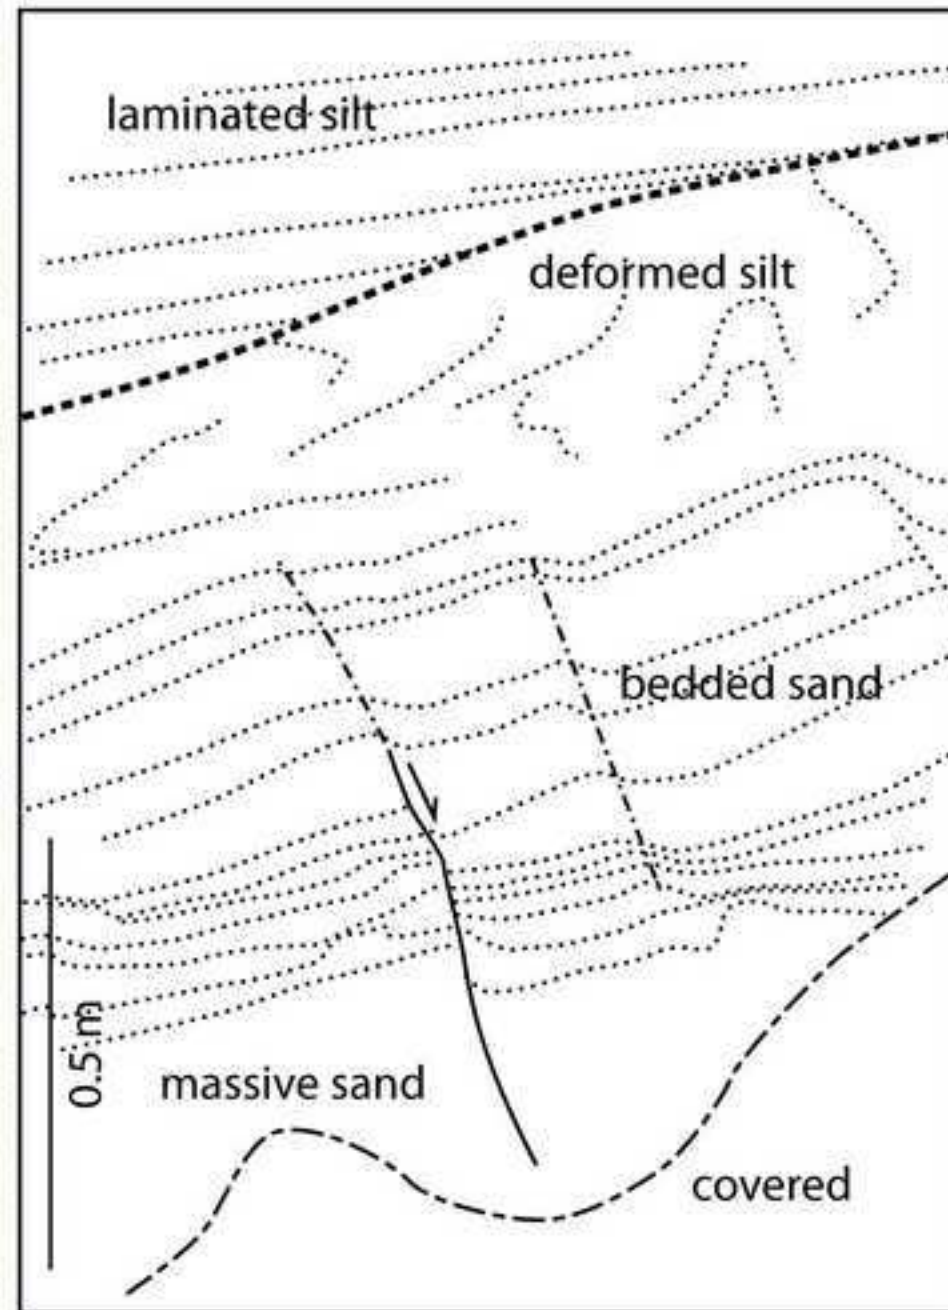 laminated silt
deformed silt
bedded sand
0.5 m
massive sand
covered